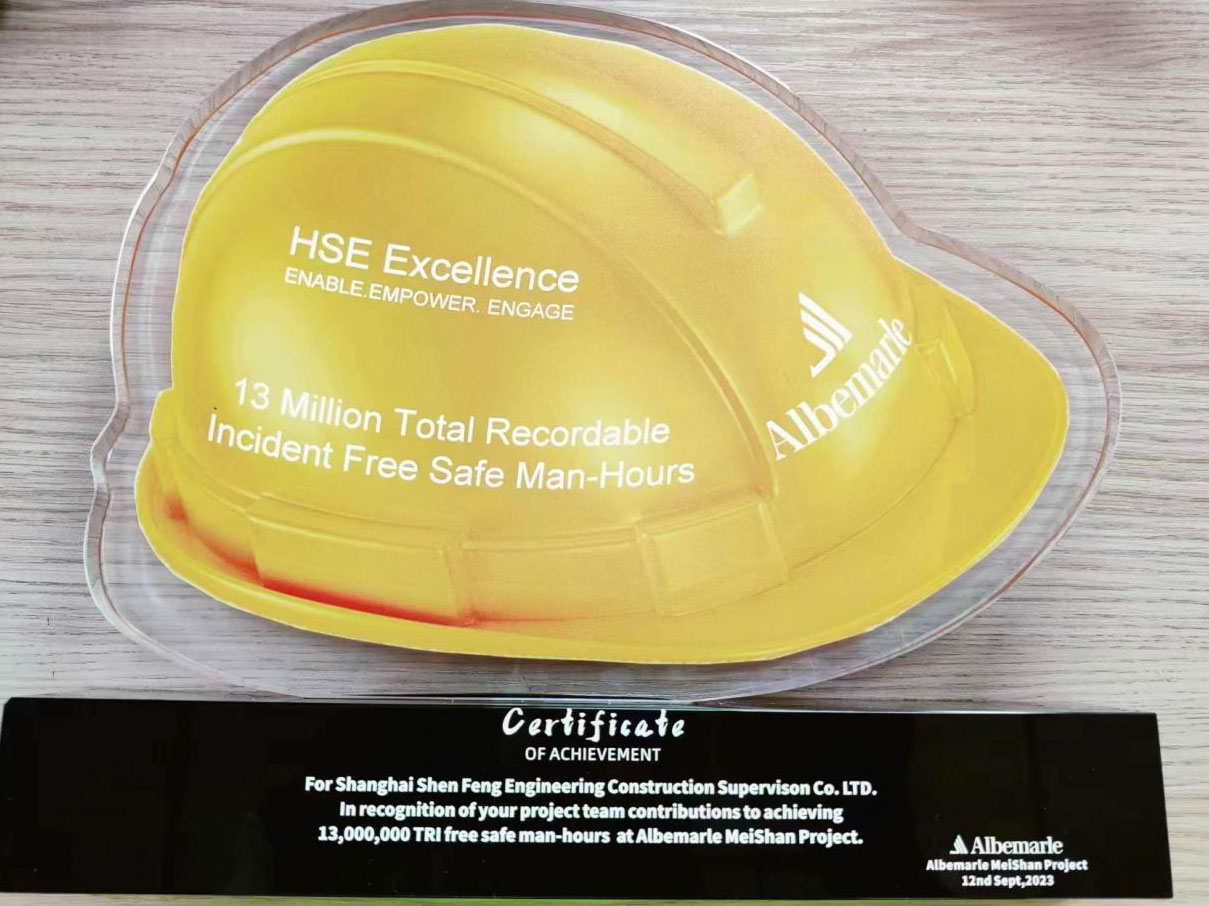 HSE Excellence
ENABLE.EMPOWER. ENGAGE
13 Million Total Recordable
Incident Free Safe Man-Hours
Albemarle
Certificate
OF ACHIEVEMENT
For Shanghai Shen Feng Engineering Construction Supervison Co. LTD.
In recognition of your project team contributions to achieving
13,000,000 TRI free safe man-hours at Albemarle MeiShan Project.
Albemarle
Albemarle MeiShan Project
12nd Sept,2023